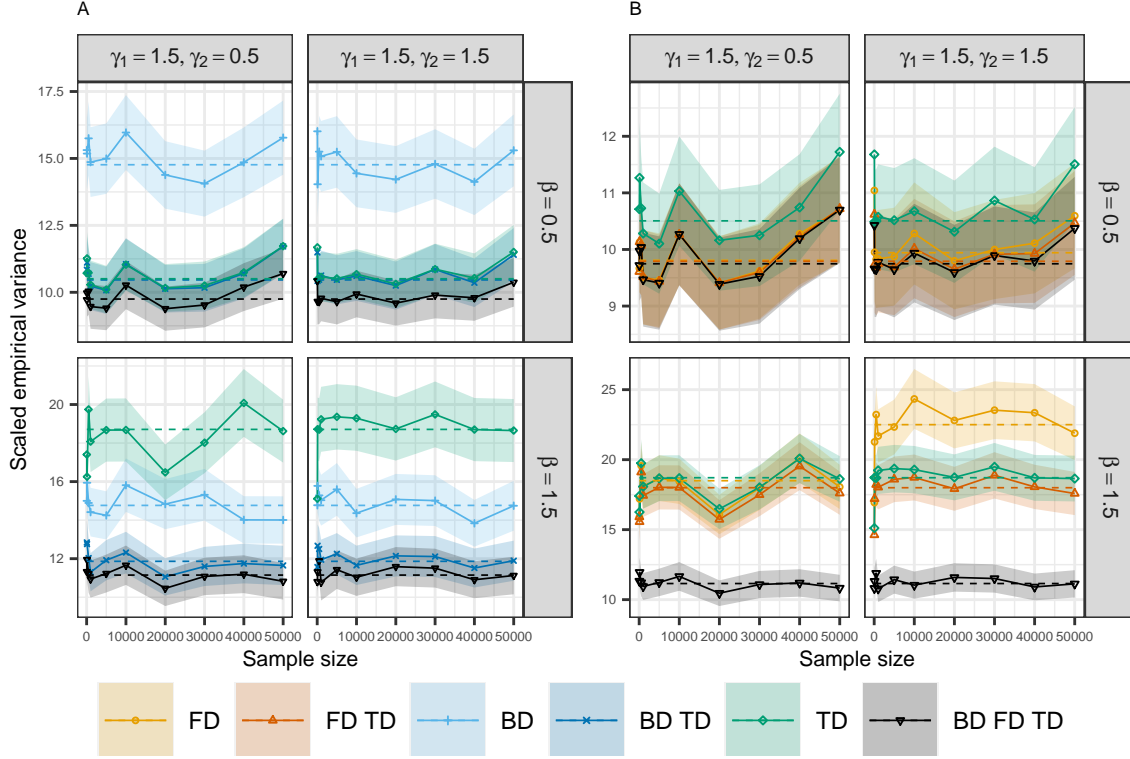 A
B
γ₁ = 1.5, γ₂ = 0.5
γ₁ = 1.5, γ₂ = 1.5
γ₁ = 1.5, γ₂ = 0.5
γ₁ = 1.5, γ₂ = 1.5
17.5
15.0
12.5
10.0
β = 0.5
12
11
10
9
β = 0.5
Scaled empirical variance
20
16
12
β = 1.5
25
20
15
10
β = 1.5
0 10000 20000 30000 40000 50000
0 10000 20000 30000 40000 50000
0 10000 20000 30000 40000 50000
0 10000 20000 30000 40000 50000
Sample size
Sample size
FD
FD TD
BD
BD TD
TD
BD FD TD